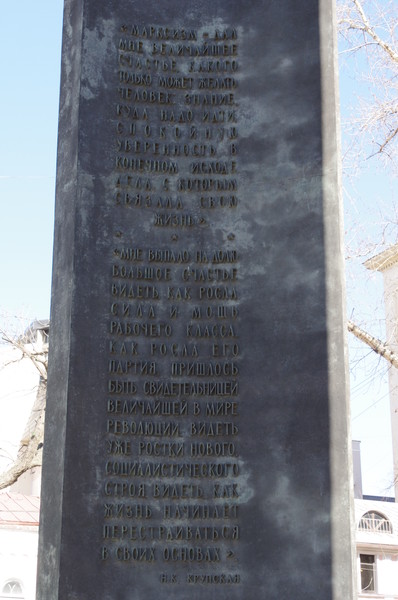 «МАРКСИЗМ – ЭТО
МНЕ ВЕЛИЧАЙШЕЕ
СЧАСТЬЕ, КАКОГО
ТОЛЬКО МОЖЕТ ЖЕЛАТЬ
ЧЕЛОВЕК. ЗНАНИЕ,
КУДА НАДО ИДТИ
СПОКОЙНУЮ
УВЕРЕННОСТЬ В
КОНЕЧНОМ ИСХОДЕ
ДЕЛА, С КОТОРЫМ
СВЯЗАЛА СВОЮ
ЖИЗНЬ»
* * *
«МНЕ ВЫПАЛО НА ДОЛЮ
БОЛЬШОЕ СЧАСТЬЕ
ВИДЕТЬ, КАК РОСЛА
СИЛА И МОЩЬ
РАБОЧЕГО КЛАССА,
КАК РОСЛА ЕГО
ПАРТИЯ, ПРИШЛОСЬ
БЫТЬ СВИДЕТЕЛЬНИЦЕЙ
ВЕЛИЧАЙШЕЙ В МИРЕ
РЕВОЛЮЦИИ, ВИДЕТЬ
УЖЕ РОСТКИ НОВОГО,
СОЦИАЛИСТИЧЕСКОГО
СТРОЯ ВИДЕТЬ, КАК
ЖИЗНЬ НАЧИНАЕТ
ПЕРЕСТРАИВАТЬСЯ
В СВОИХ ОСНОВАХ».
Н.К. КРУПСКАЯ